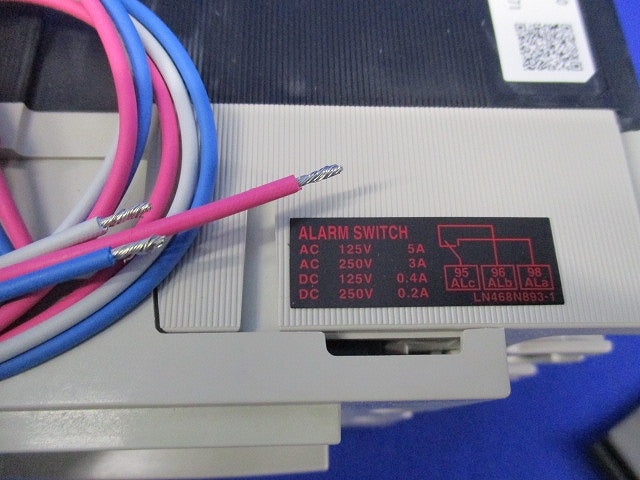 ALARM SWITCH
AC 125V 5A
AC 250V 3A
DC 125V 0.4A
DC 250V 0.2A
95 96 98
ALc ALb ALa
LN468N893-1